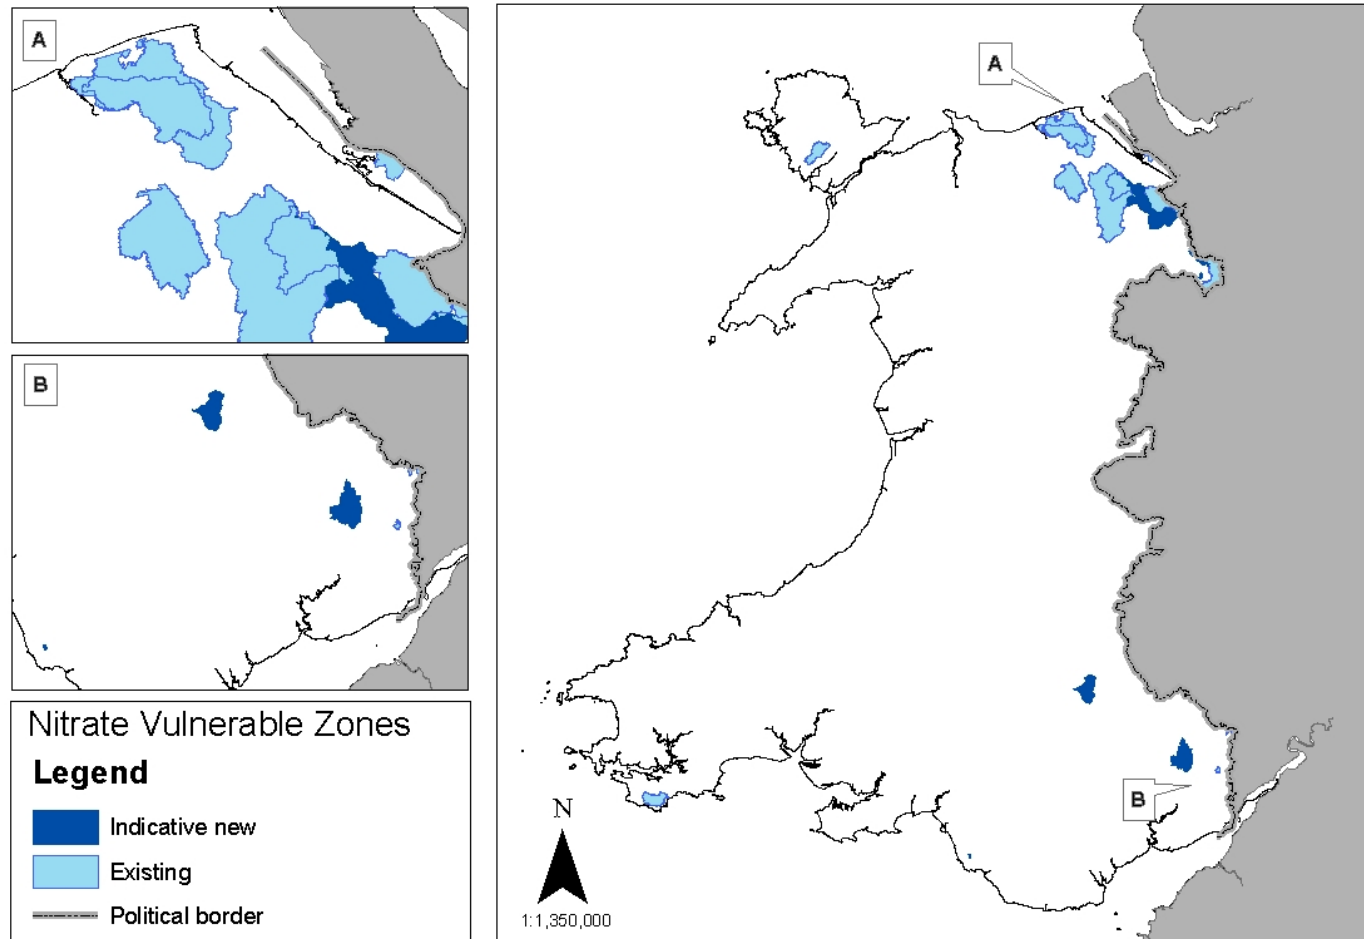 A
B
Nitrate Vulnerable Zones
Legend
Indicative new
Existing
Political border
A
B
N
1:1,350,000